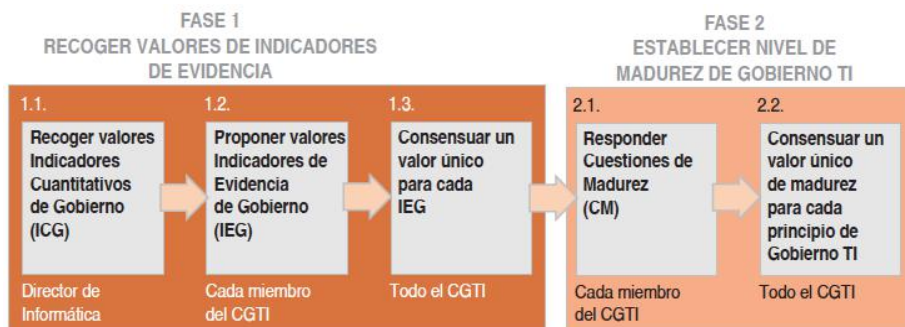 FASE 1
RECOGER VALORES DE INDICADORES
DE EVIDENCIA
1.1.
Recoger valores
Indicadores
Cuantitativos
de Gobierno
(ICG)
Director de
Informática
1.2.
Proponer valores
Indicadores de
Evidencia
de Gobierno
(IEG)
Cada miembro
del CGTI
1.3.
Consensuar un
valor único
para cada
IEG
Todo el CGTI
FASE 2
ESTABLECER NIVEL DE
MADUREZ DE GOBIERNO TI
2.1.
Responder
Cuestiones de
Madurez
(CM)
Cada miembro
del CGTI
2.2.
Consensuar un
valor único
de madurez
para cada
principio de
Gobierno TI
Todo el CGTI